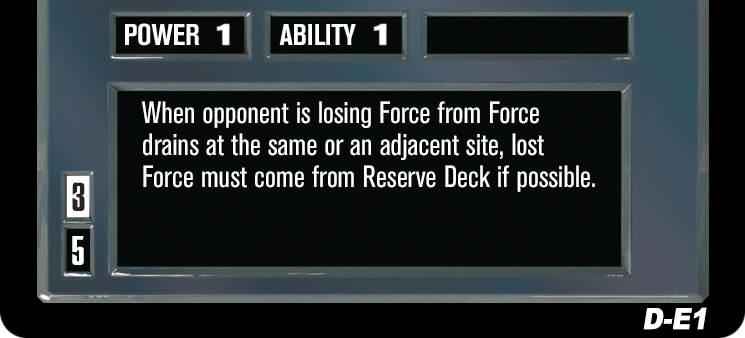 POWER 1 ABILITY 1
When opponent is losing Force from Force
drains at the same or an adjacent site, lost
Force must come from Reserve Deck if possible.
3
5
D-E1